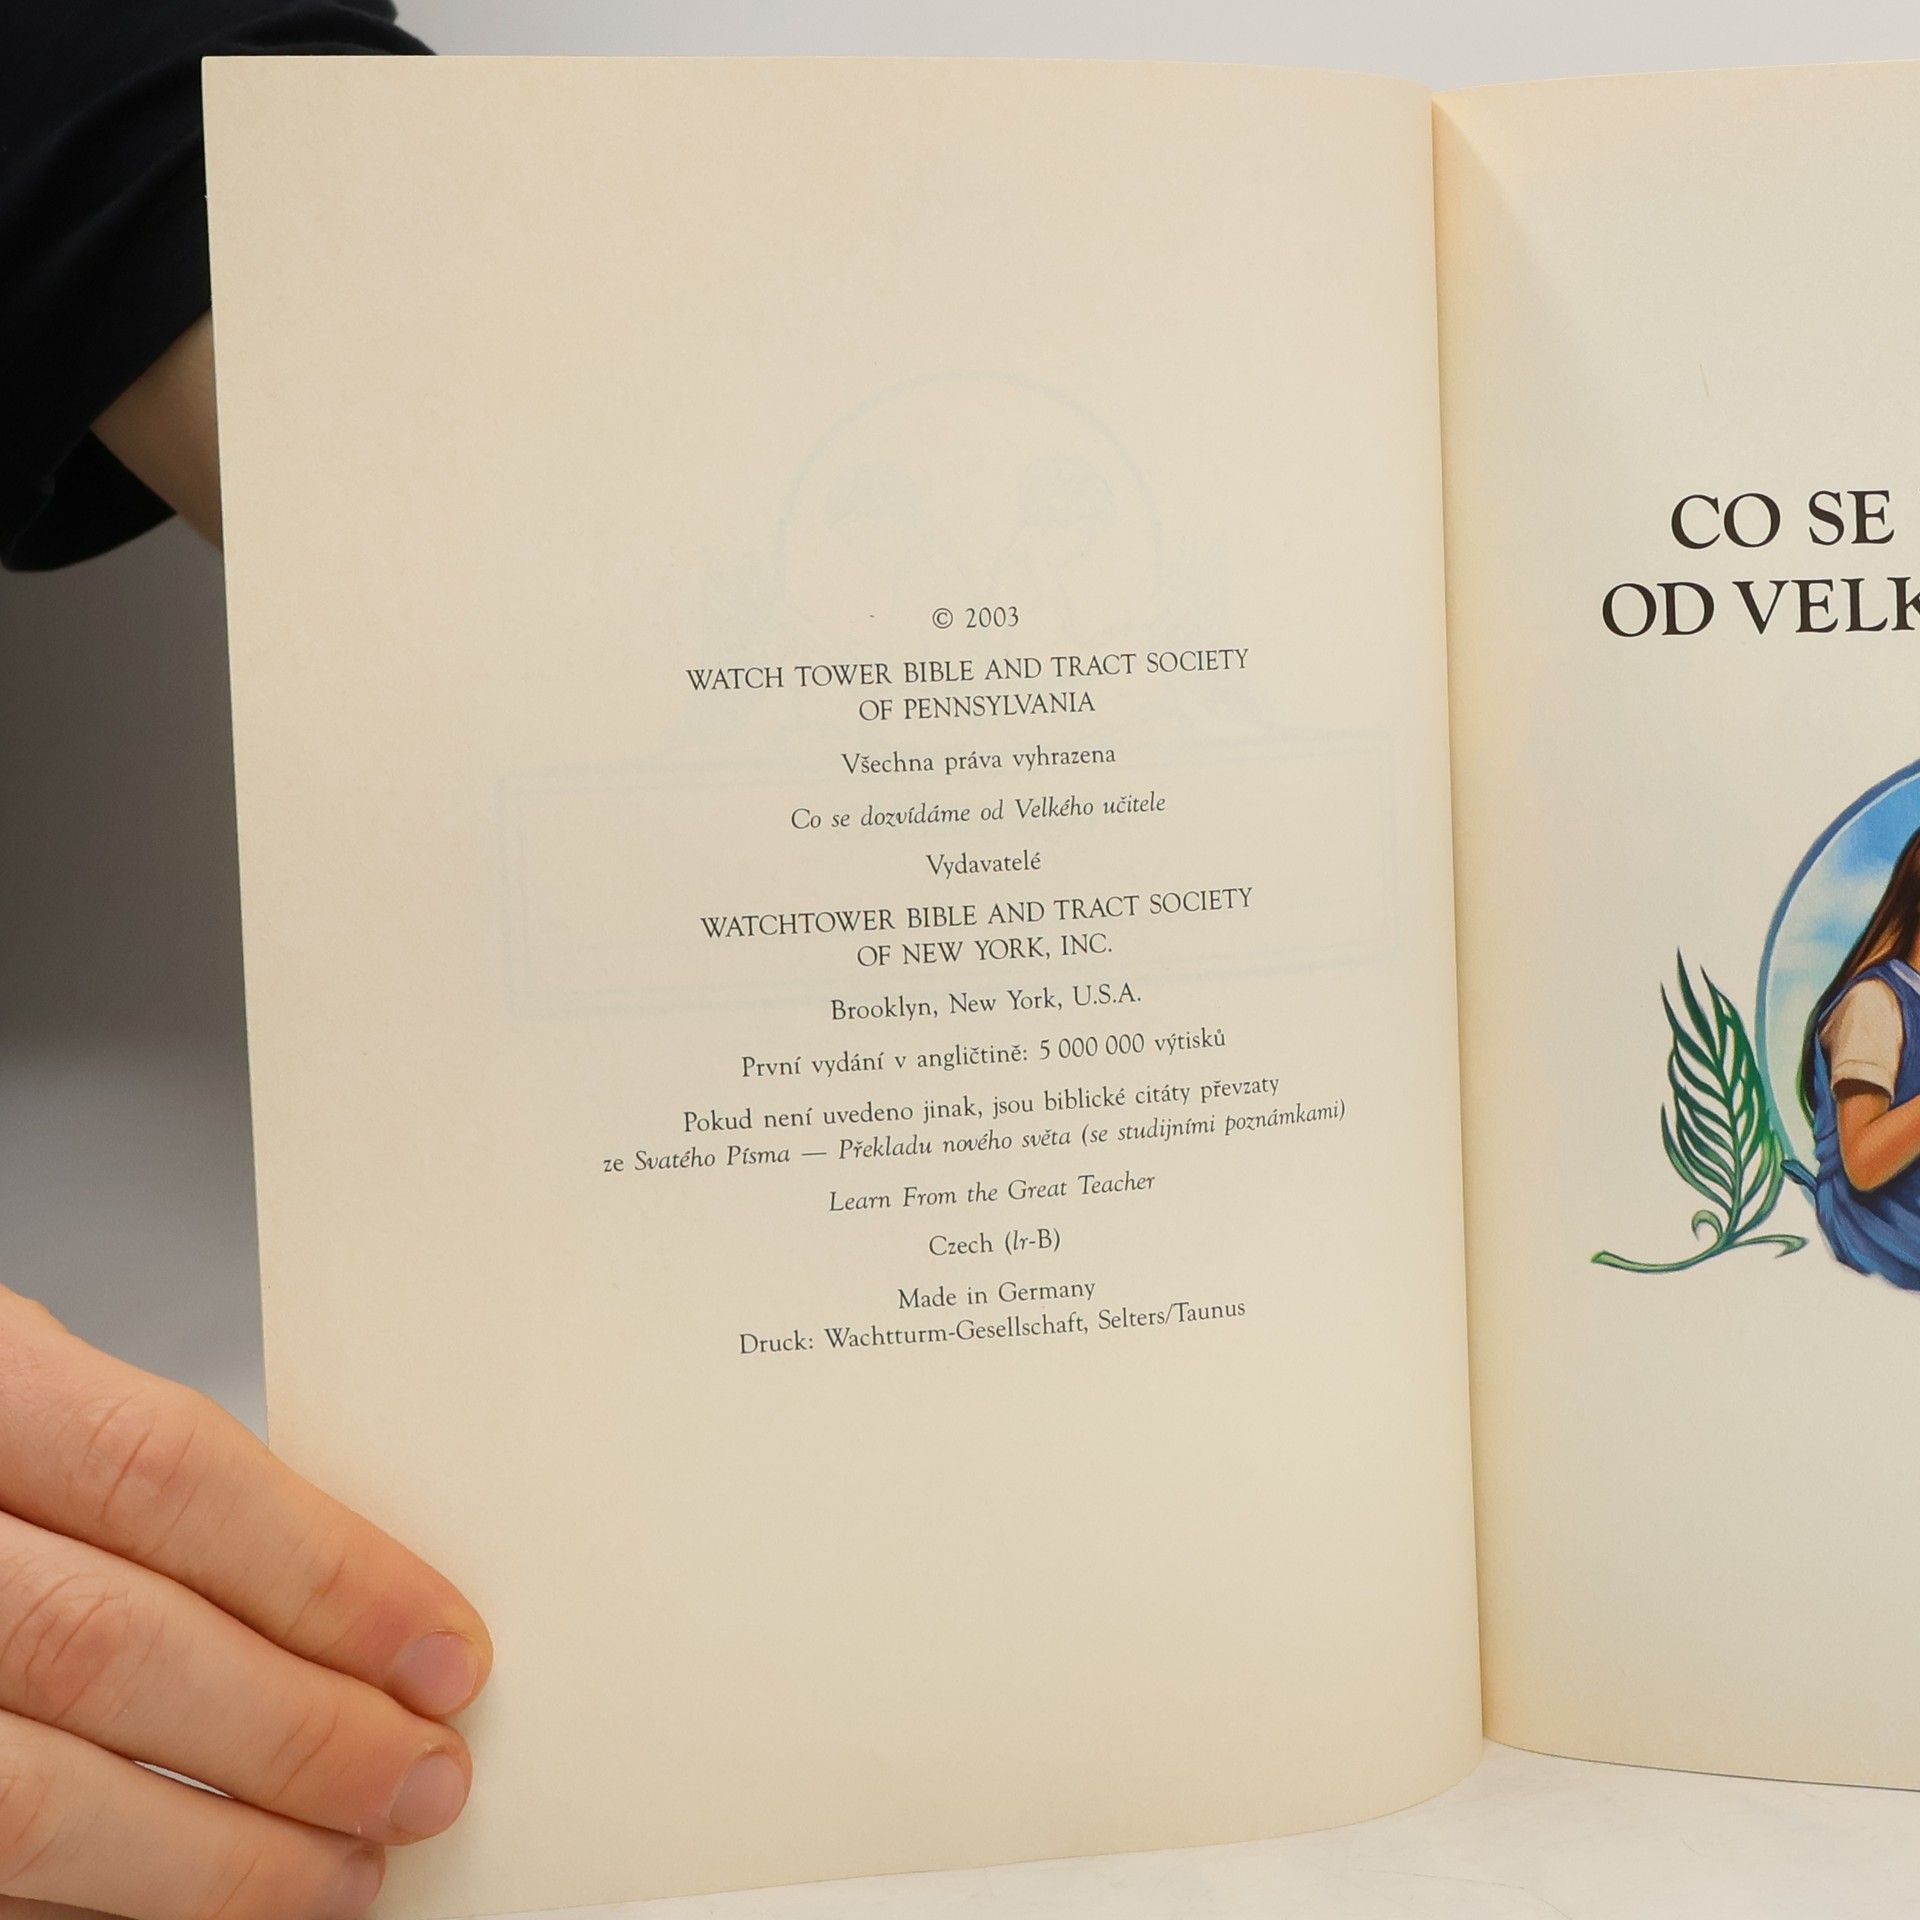 © 2003
WATCH TOWER BIBLE AND TRACT SOCIETY
OF PENNSYLVANIA
Všechna práva vyhrazena
Co se dozvídáme od Velkého učitele
Vydavatelé
WATCHTOWER BIBLE AND TRACT SOCIETY
OF NEW YORK, INC.
Brooklyn, New York, U.S.A.
První vydání v angličtině: 5 000 000 výtisků
Pokud není uvedeno jinak, jsou biblické citáty převzaty
ze Svatého Písma — Překladu nového světa (se studijními poznámkami)
Learn From the Great Teacher
Czech (lr-B)
Made in Germany
Druck: Wachtturm-Gesellschaft, Selters/Taunus
CO SE
OD VELK